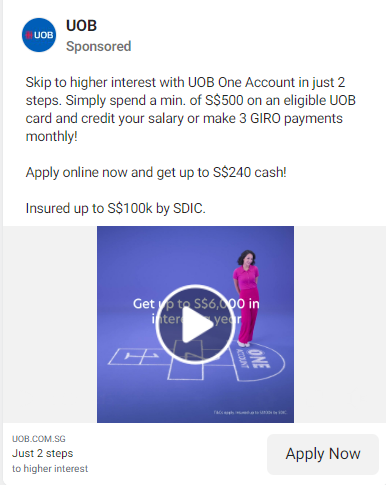 UOB
UOB
Sponsored
Skip to higher interest with UOB One Account in just 2
steps. Simply spend a min. of S$500 on an eligible UOB
card and credit your salary or make 3 GIRO payments
monthly!
Apply online now and get up to S$240 cash!
Insured up to S$100k by SDIC.
Get up to S$6,000 in
interest a year
ONE
ACCOUNT
T&Cs apply. Insured up to S$100k by SDIC.
UOB.COM.SG
Just 2 steps
to higher interest
Apply Now